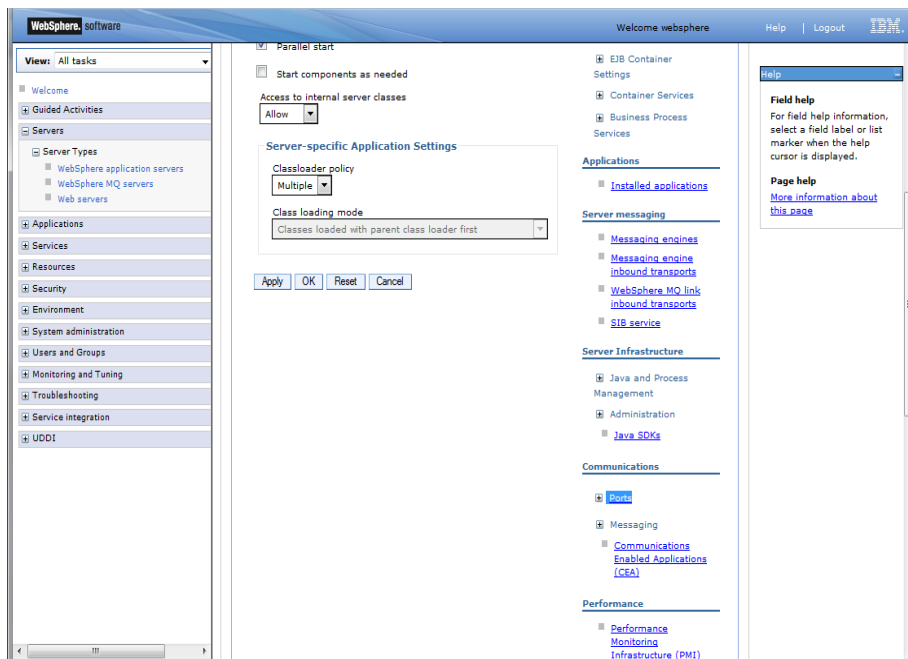 WebSphere. software
Welcome websphere
Help | Logout
IBM.
View: All tasks
Welcome
Guided Activities
Servers
Server Types
WebSphere application servers
WebSphere MQ servers
Web servers
Applications
Services
Resources
Security
Environment
System administration
Users and Groups
Monitoring and Tuning
Troubleshooting
Service integration
UDDI
Parallel start
Start components as needed
Access to internal server classes
Allow
Server-specific Application Settings
Classloader policy
Multiple
Class loading mode
Classes loaded with parent class loader first
Apply OK Reset Cancel
EJB Container
Settings
Container Services
Business Process
Services
Applications
Installed applications
Server messaging
Messaging engines
Messaging engine
inbound transports
WebSphere MQ link
inbound transports
SIB service
Server Infrastructure
Java and Process
Management
Administration
Java SDKs
Communications
Ports
Messaging
Communications
Enabled Applications
(CEA)
Performance
Performance
Monitoring
Infrastructure (PMI)
Help
Field help
For field help information,
select a field label or list
marker when the help
cursor is displayed.
Page help
More information about
this page